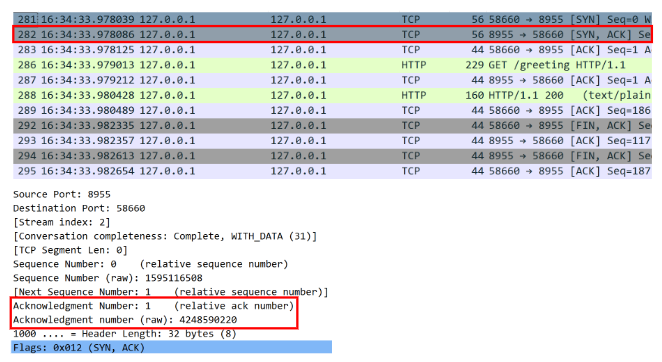 281 16:34:33.978039 127.0.0.1 127.0.0.1 TCP 56 58660 → 8955 [SYN] Seq=0 W
282 16:34:33.978086 127.0.0.1 127.0.0.1 TCP 56 8955 → 58660 [SYN, ACK] Se
283 16:34:33.978125 127.0.0.1 127.0.0.1 TCP 44 58660 → 8955 [ACK] Seq=1 A
286 16:34:33.979013 127.0.0.1 127.0.0.1 HTTP 229 GET /greeting HTTP/1.1
287 16:34:33.979212 127.0.0.1 127.0.0.1 TCP 44 8955 → 58660 [ACK] Seq=1 A
288 16:34:33.980428 127.0.0.1 127.0.0.1 HTTP 160 HTTP/1.1 200 (text/plain
289 16:34:33.980489 127.0.0.1 127.0.0.1 TCP 44 58660 → 8955 [ACK] Seq=186
292 16:34:33.982335 127.0.0.1 127.0.0.1 TCP 44 58660 → 8955 [FIN, ACK] Se
293 16:34:33.982357 127.0.0.1 127.0.0.1 TCP 44 8955 → 58660 [ACK] Seq=117
294 16:34:33.982613 127.0.0.1 127.0.0.1 TCP 44 8955 → 58660 [FIN, ACK] Se
295 16:34:33.982654 127.0.0.1 127.0.0.1 TCP 44 58660 → 8955 [ACK] Seq=187
Source Port: 8955
Destination Port: 58660
[Stream index: 2]
[Conversation completeness: Complete, WITH_DATA (31)]
[TCP Segment Len: 0]
Sequence Number: 0 (relative sequence number)
Sequence Number (raw): 1595116508
[Next Sequence Number: 1 (relative sequence number)]
Acknowledgment Number: 1 (relative ack number)
Acknowledgment number (raw): 4248590220
1000 .... = Header Length: 32 bytes (8)
Flags: 0x012 (SYN, ACK)